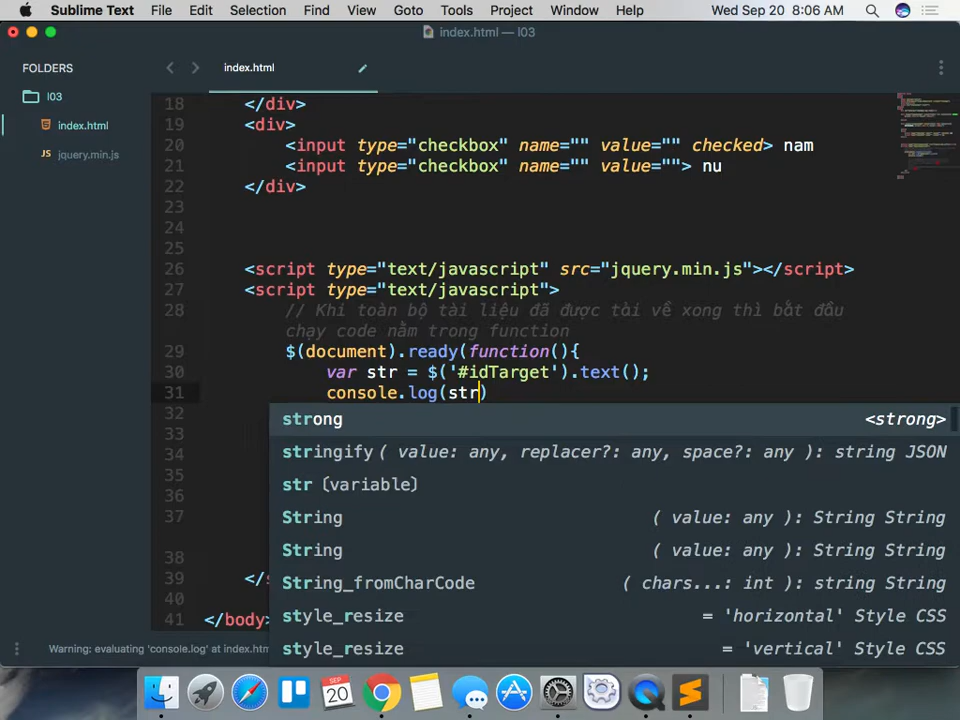 Sublime Text File Edit Selection Find View Goto Tools Project Window Help Wed Sep 20 8:06 AM
index.html — l03
FOLDERS
l03
index.html
JS jquery.min.js
index.html
18 </div>
19 <div>
20 <input type="checkbox" name="" value="" checked> nam
21 <input type="checkbox" name="" value=""> nu
22 </div>
23
24
25
26 <script type="text/javascript" src="jquery.min.js"></script>
27 <script type="text/javascript">
28 // Khi toàn bộ tài liệu đã được tải về xong thì bắt đầu
chạy code nằm trong function
29 $(document).ready(function(){
30 var str = $('#idTarget').text();
31 console.log(str)
32
33
34
35
36
37
38
39 </s
40
41 </body>
strong <strong>
stringify ( value: any, replacer?: any, space?: any ): string JSON
str (variable)
String ( value: any ): String String
String ( value: any ): String String
String_fromCharCode ( chars...: int ): string String
style_resize = 'horizontal' Style CSS
style_resize = 'vertical' Style CSS
Warning: evaluating 'console.log' at index.htm
SEP
20